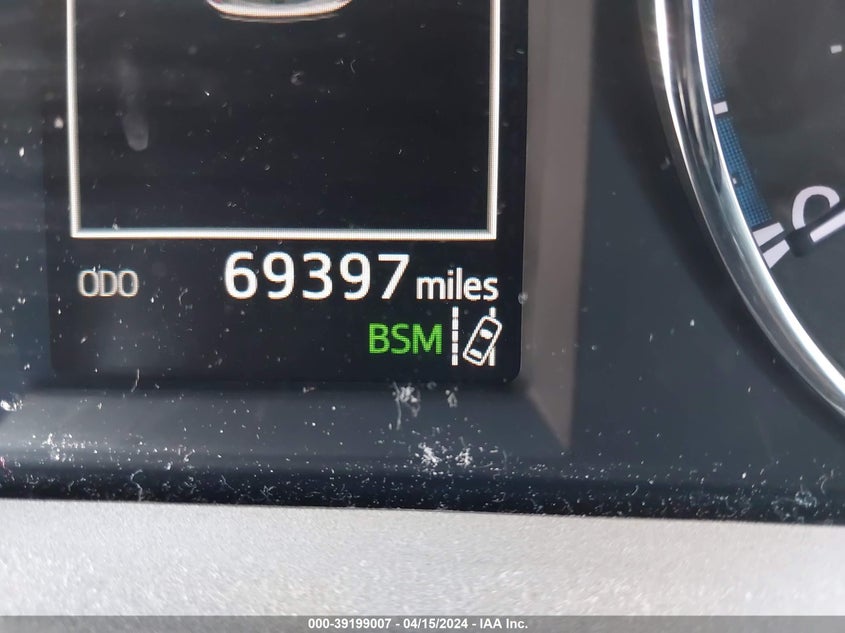 ODO 69397 miles
BSM
000-39199007 - 04/15/2024 - IAA Inc.